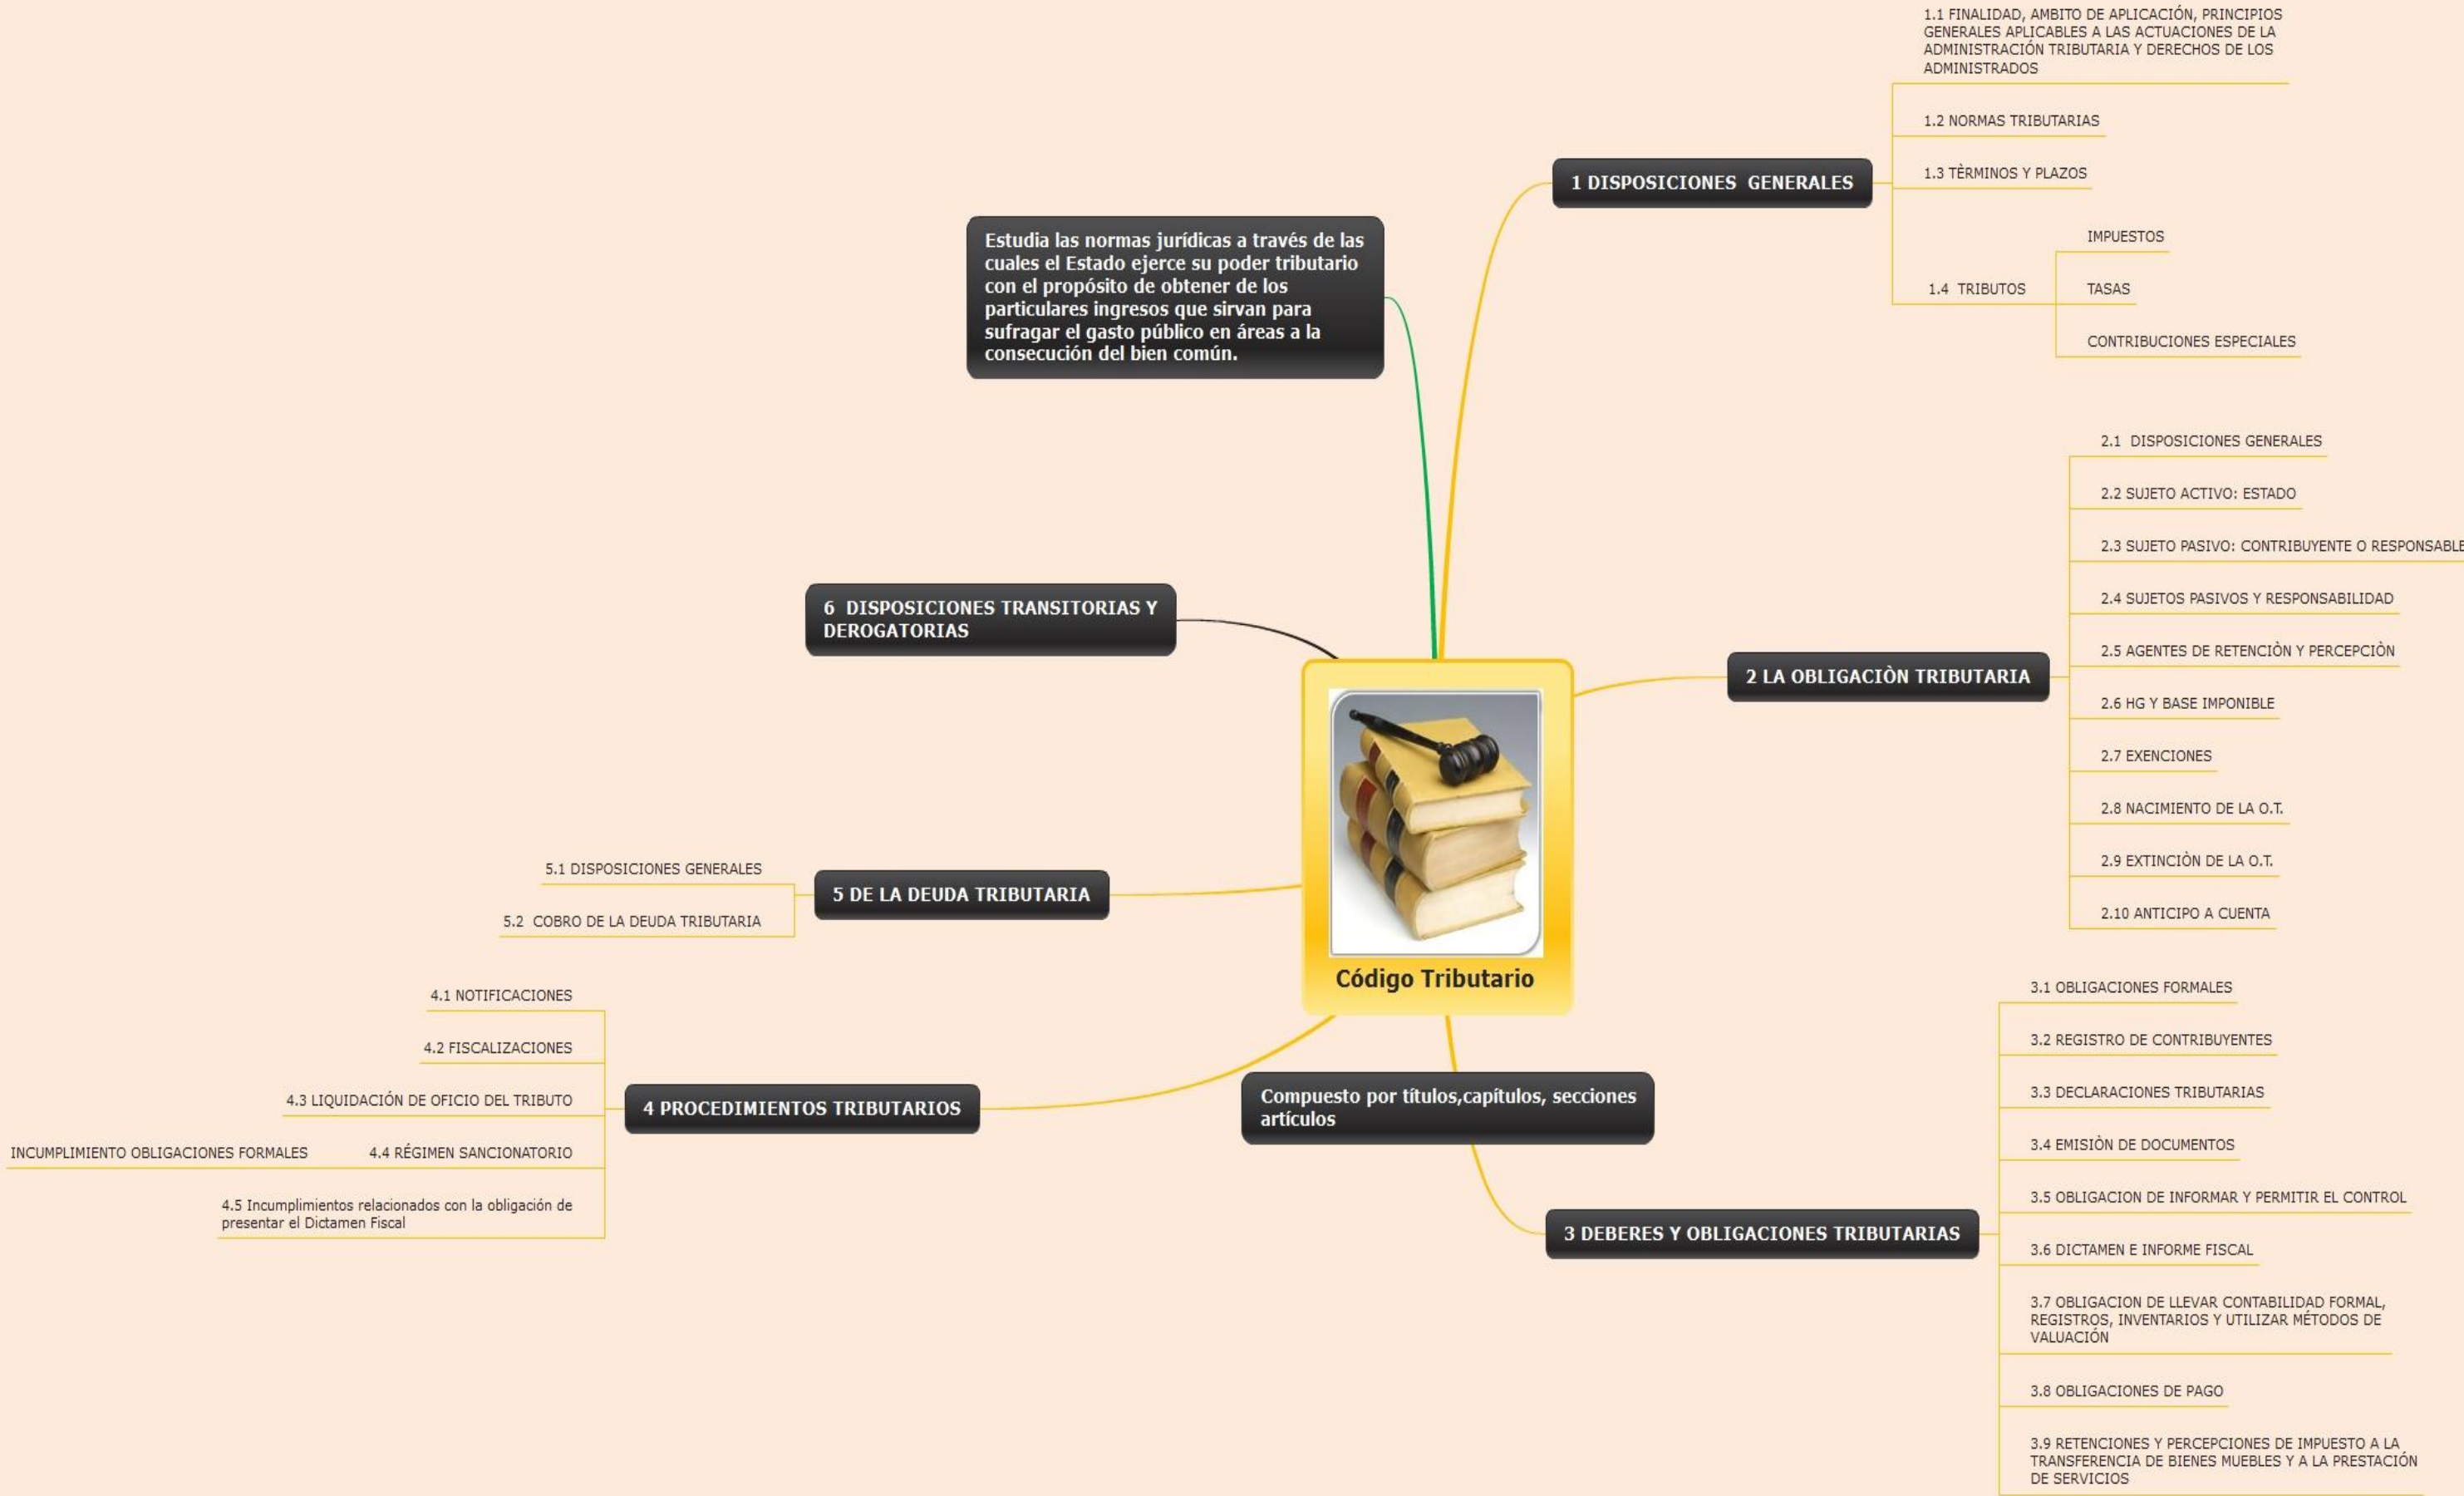 Código Tributario
Estudia las normas jurídicas a través de las
cuales el Estado ejerce su poder tributario
con el propósito de obtener de los
particulares ingresos que sirvan para
sufragar el gasto público en áreas a la
consecución del bien común.
1 DISPOSICIONES GENERALES
1.1 FINALIDAD, AMBITO DE APLICACIÓN, PRINCIPIOS
GENERALES APLICABLES A LAS ACTUACIONES DE LA
ADMINISTRACIÓN TRIBUTARIA Y DERECHOS DE LOS
ADMINISTRADOS
1.2 NORMAS TRIBUTARIAS
1.3 TÈRMINOS Y PLAZOS
1.4 TRIBUTOS
IMPUESTOS
TASAS
CONTRIBUCIONES ESPECIALES
2 LA OBLIGACIÒN TRIBUTARIA
2.1 DISPOSICIONES GENERALES
2.2 SUJETO ACTIVO: ESTADO
2.3 SUJETO PASIVO: CONTRIBUYENTE O RESPONSABLE
2.4 SUJETOS PASIVOS Y RESPONSABILIDAD
2.5 AGENTES DE RETENCIÒN Y PERCEPCIÒN
2.6 HG Y BASE IMPONIBLE
2.7 EXENCIONES
2.8 NACIMIENTO DE LA O.T.
2.9 EXTINCIÒN DE LA O.T.
2.10 ANTICIPO A CUENTA
Compuesto por títulos,capítulos, secciones
artículos
3 DEBERES Y OBLIGACIONES TRIBUTARIAS
3.1 OBLIGACIONES FORMALES
3.2 REGISTRO DE CONTRIBUYENTES
3.3 DECLARACIONES TRIBUTARIAS
3.4 EMISIÒN DE DOCUMENTOS
3.5 OBLIGACION DE INFORMAR Y PERMITIR EL CONTROL
3.6 DICTAMEN E INFORME FISCAL
3.7 OBLIGACION DE LLEVAR CONTABILIDAD FORMAL,
REGISTROS, INVENTARIOS Y UTILIZAR MÉTODOS DE
VALUACIÓN
3.8 OBLIGACIONES DE PAGO
3.9 RETENCIONES Y PERCEPCIONES DE IMPUESTO A LA
TRANSFERENCIA DE BIENES MUEBLES Y A LA PRESTACIÓN
DE SERVICIOS
4 PROCEDIMIENTOS TRIBUTARIOS
4.1 NOTIFICACIONES
4.2 FISCALIZACIONES
4.3 LIQUIDACIÓN DE OFICIO DEL TRIBUTO
4.4 RÉGIMEN SANCIONATORIO
INCUMPLIMIENTO OBLIGACIONES FORMALES
4.5 Incumplimientos relacionados con la obligación de
presentar el Dictamen Fiscal
5 DE LA DEUDA TRIBUTARIA
5.1 DISPOSICIONES GENERALES
5.2 COBRO DE LA DEUDA TRIBUTARIA
6 DISPOSICIONES TRANSITORIAS Y
DEROGATORIAS